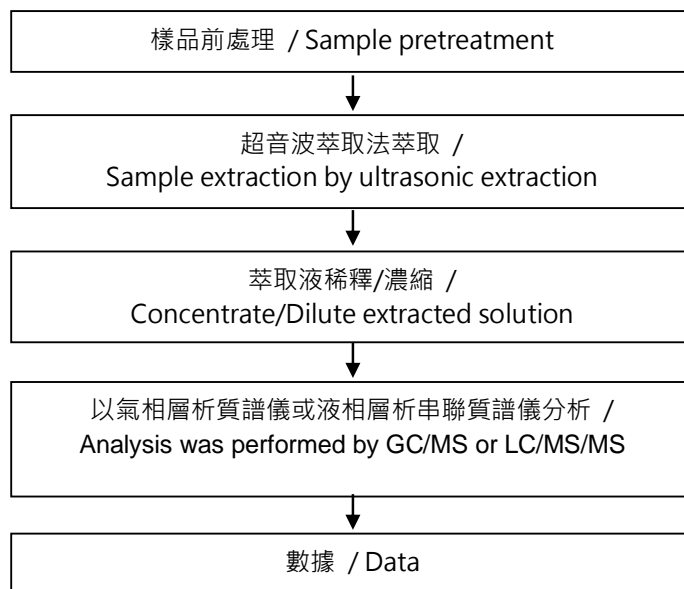 樣品前處理 / Sample pretreatment
超音波萃取法萃取 /
Sample extraction by ultrasonic extraction
萃取液稀釋/濃縮 /
Concentrate/Dilute extracted solution
以氣相層析質譜儀或液相層析串聯質譜儀分析 /
Analysis was performed by GC/MS or LC/MS/MS
數據 / Data